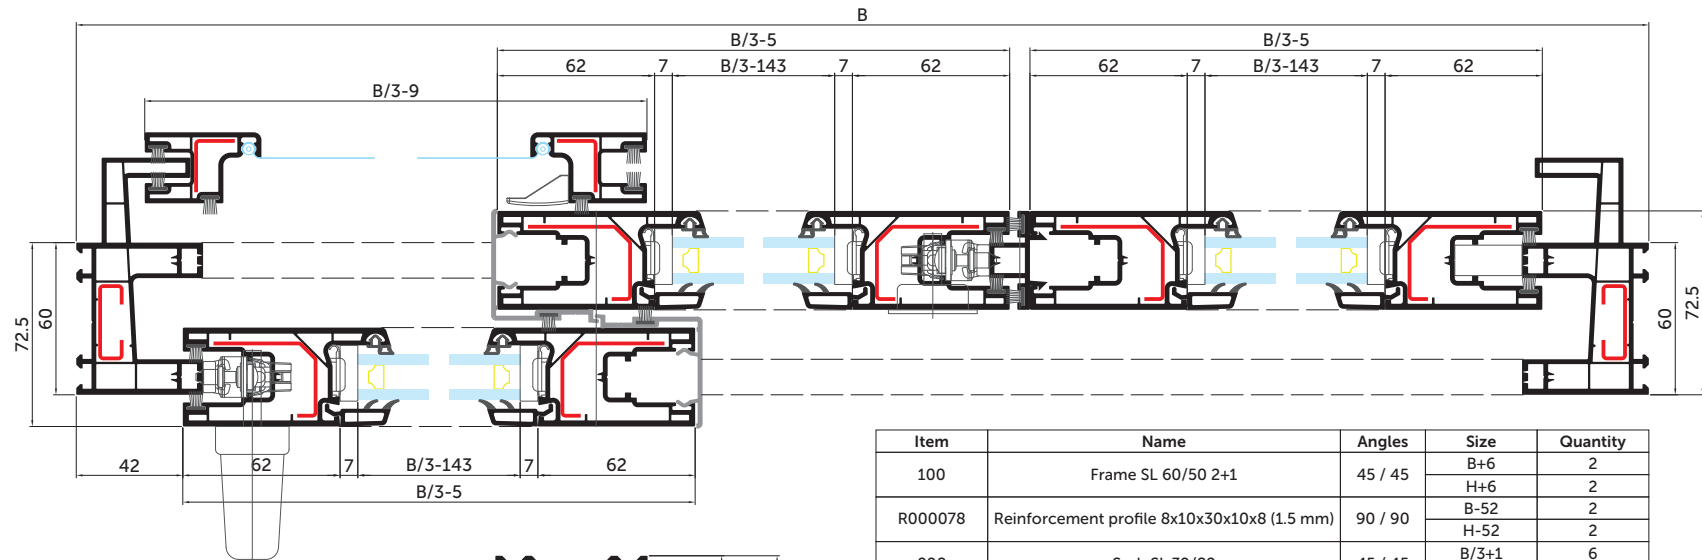 B
B/3-5 B/3-5
62 7 B/3-143 7 62 62 7 B/3-143 7 62
B/3-9
72.5 60 60 72.5
42 62 7 B/3-143 7 62
B/3-5
Item Name Angles Size Quantity
100 Frame SL 60/50 2+1 45 / 45 B+6 2
H+6 2
R000078 Reinforcement profile 8x10x30x10x8 (1.5 mm) 90 / 90 B-52 2
H-52 2
B/3+1 6